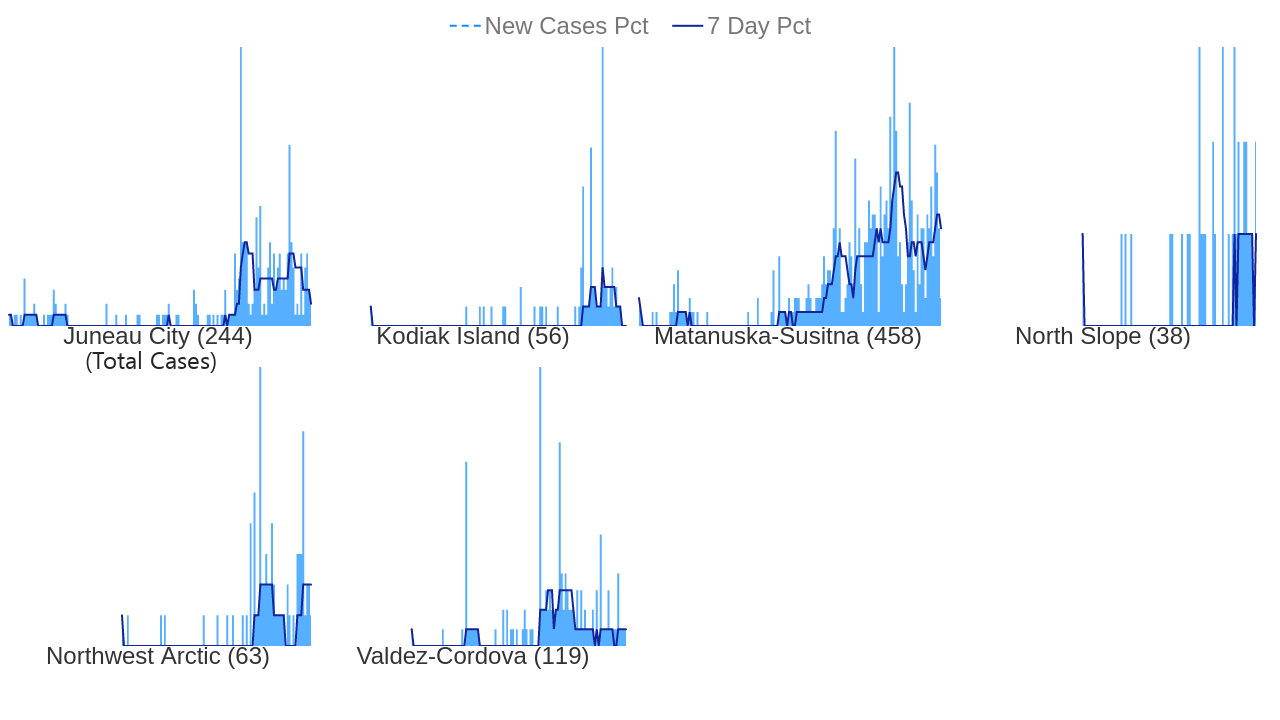 New Cases Pct 7 Day Pct
Juneau City (244) Kodiak Island (56) Matanuska-Susitna (458) North Slope (38)
(Total Cases)
Northwest Arctic (63) Valdez-Cordova (119)